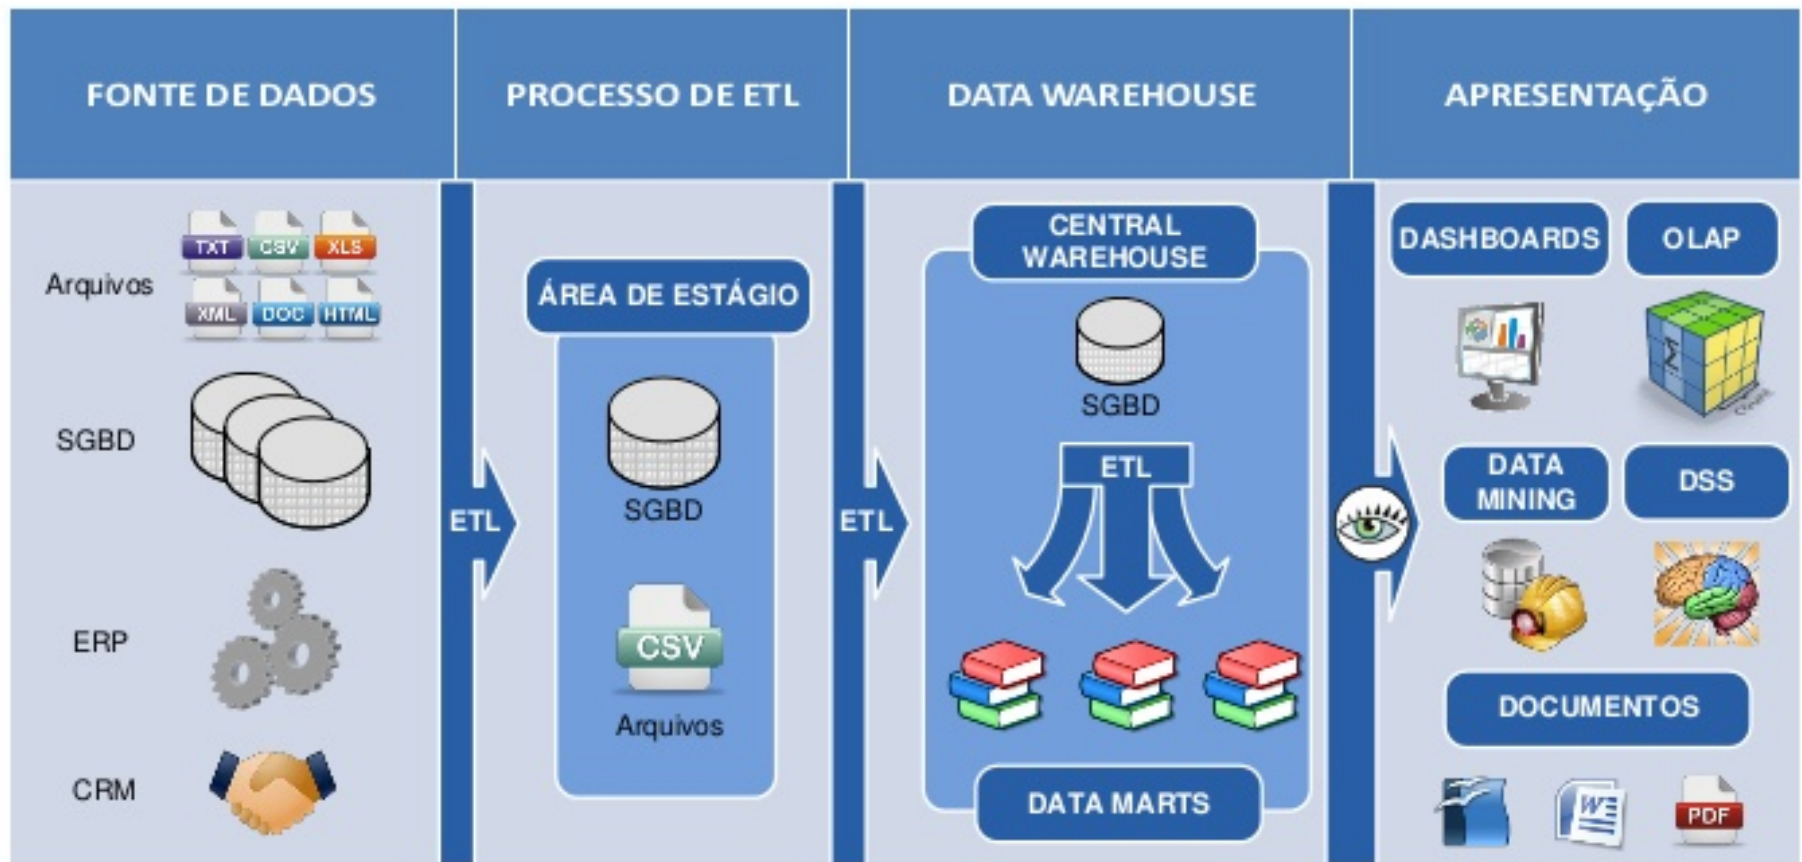 FONTE DE DADOS
PROCESSO DE ETL
DATA WAREHOUSE
APRESENTAÇÃO
Arquivos
TXT
CSV
XLS
XML
DOC
HTML
SGBD
ERP
CRM
ETL
ÁREA DE ESTÁGIO
SGBD
CSV
Arquivos
ETL
CENTRAL
WAREHOUSE
SGBD
ETL
DATA MARTS
DASHBOARDS
OLAP
Σ
DATA
MINING
DSS
DOCUMENTOS
W
PDF